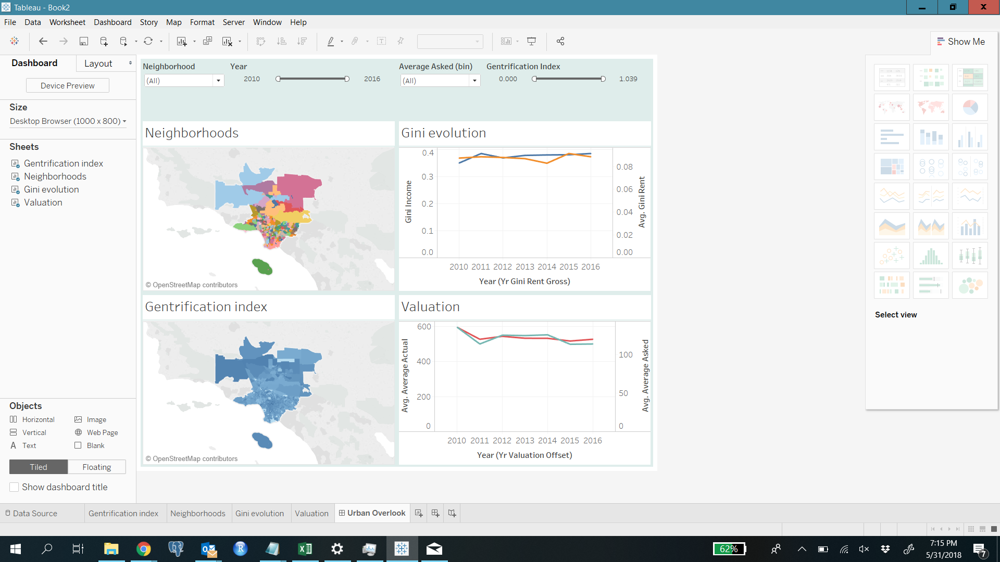 Tableau - Book2
File Data Worksheet Dashboard Story Map Format Server Window Help
Show Me
Dashboard Layout
Device Preview
Size
Desktop Browser (1000 x 800)
Sheets
Gentrification index
Neighborhoods
Gini evolution
Valuation
Objects
Horizontal Image
Vertical Web Page
A Text Blank
Tiled Floating
Show dashboard title
Neighborhood Year Average Asked (bin) Gentrification Index
(All) 2010 2016 (All) 0.000 1.039
Neighborhoods
© OpenStreetMap contributors
Gini evolution
0.4
0.3
0.2
0.1
0.0
Gini Income
0.08
0.06
0.04
0.02
0.00
Avg. Gini Rent
2010 2011 2012 2013 2014 2015 2016
Year (Yr Gini Rent Gross)
Gentrification index
© OpenStreetMap contributors
Valuation
600
400
200
0
Avg. Average Actual
100
50
0
Avg. Average Asked
2010 2011 2012 2013 2014 2015 2016
Year (Yr Valuation Offset)
Select view
Data Source Gentrification index Neighborhoods Gini evolution Valuation Urban Overlook
62%
7:15 PM
5/31/2018
7